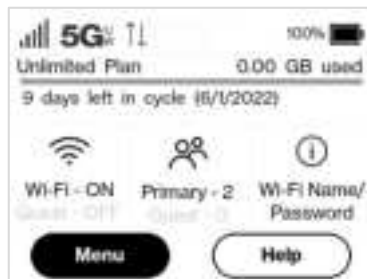 5G 100%
Unlimited Plan 0.00 GB used
9 days left in cycle (6/1/2022)
Wi-Fi - ON Primary - 2 Wi-Fi Name/
Guest - OFF Guest - 0 Password
Menu Help